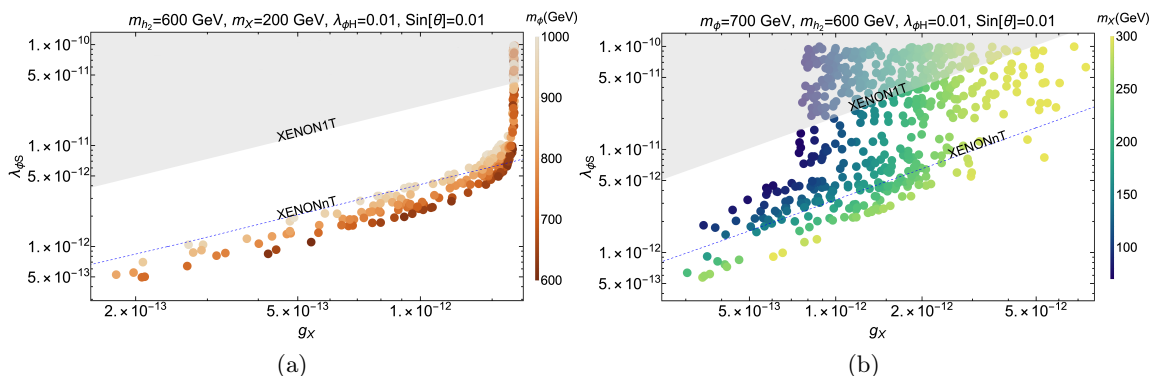 m_{h_2}=600 GeV, m_X=200 GeV, λ_{ϕH}=0.01, Sin[θ]=0.01
m_ϕ(GeV)
1.×10^{-10}
5.×10^{-11}
1.×10^{-11}
5.×10^{-12}
1.×10^{-12}
5.×10^{-13}
λ_{ϕS}
XENON1T
XENONnT
2.×10^{-13}
5.×10^{-13}
1.×10^{-12}
g_X
1000
900
800
700
600
(a)
m_ϕ=700 GeV, m_{h_2}=600 GeV, λ_{ϕH}=0.01, Sin[θ]=0.01
m_X(GeV)
1.×10^{-10}
5.×10^{-11}
1.×10^{-11}
5.×10^{-12}
1.×10^{-12}
5.×10^{-13}
λ_{ϕS}
XENON1T
XENONnT
5.×10^{-13}
1.×10^{-12}
2.×10^{-12}
5.×10^{-12}
g_X
300
250
200
150
100
(b)